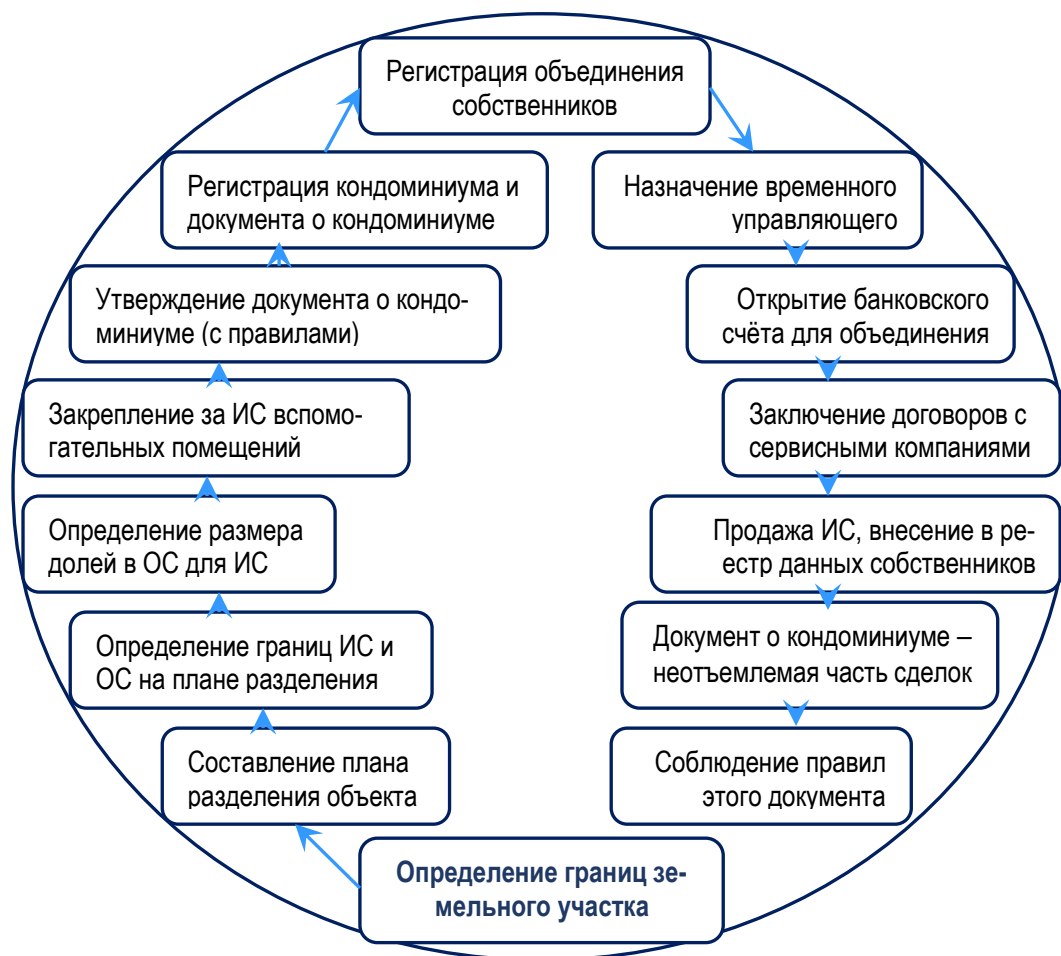 Регистрация объединения
собственников
Регистрация кондоминиума и
документа о кондоминиуме
Назначение временного
управляющего
Утверждение документа о кондо-
миниуме (с правилами)
Открытие банковского
счёта для объединения
Закрепление за ИС вспомо-
гательных помещений
Заключение договоров с
сервисными компаниями
Определение размера
долей в ОС для ИС
Продажа ИС, внесение в ре-
естр данных собственников
Определение границ ИС и
ОС на плане разделения
Документ о кондоминиуме –
неотъемлемая часть сделок
Составление плана
разделения объекта
Соблюдение правил
этого документа
Определение границ зе-
мельного участка